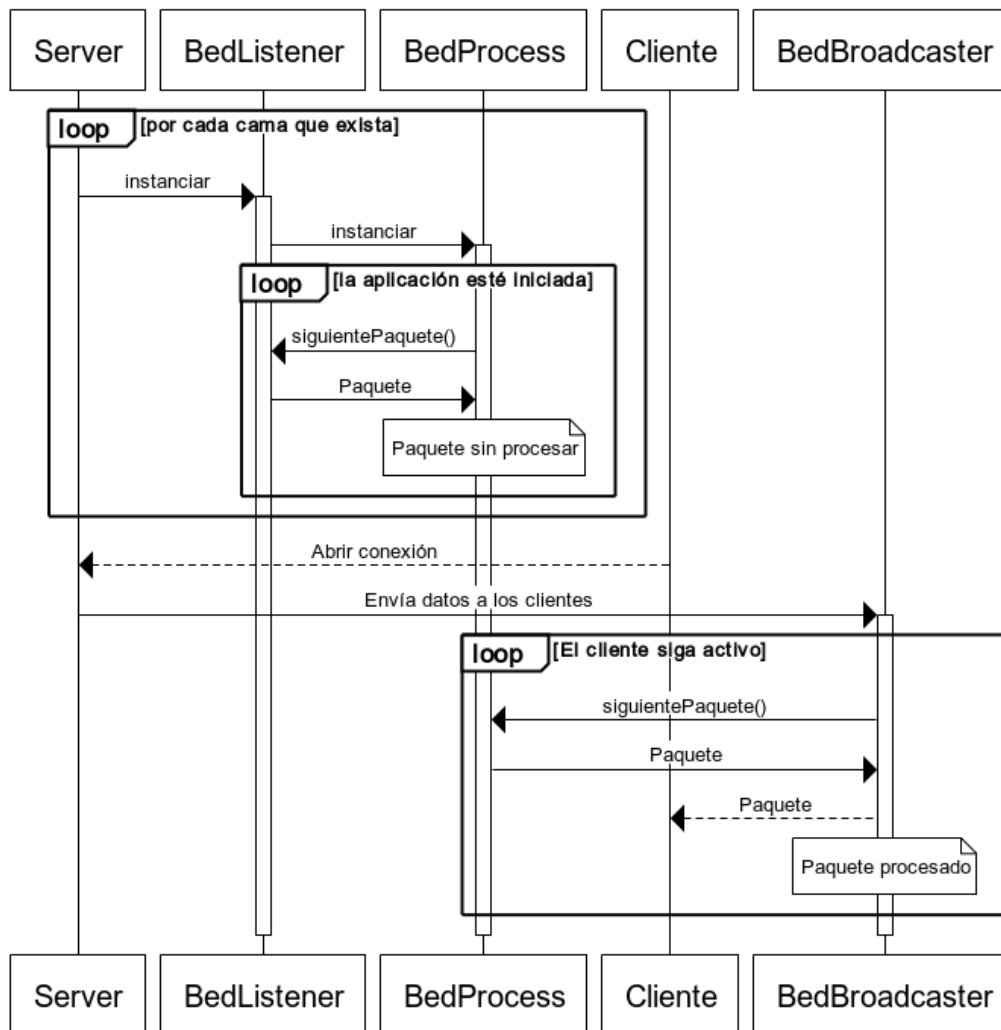 Server
BedListener
BedProcess
Cliente
BedBroadcaster
loop
[por cada cama que exista]
instanciar
instanciar
loop
[la aplicación esté iniciada]
siguientePaquete()
Paquete
Paquete sin procesar
Abrir conexión
Envía datos a los clientes
loop
[El cliente siga activo]
siguientePaquete()
Paquete
Paquete
Paquete procesado
Server
BedListener
BedProcess
Cliente
BedBroadcaster